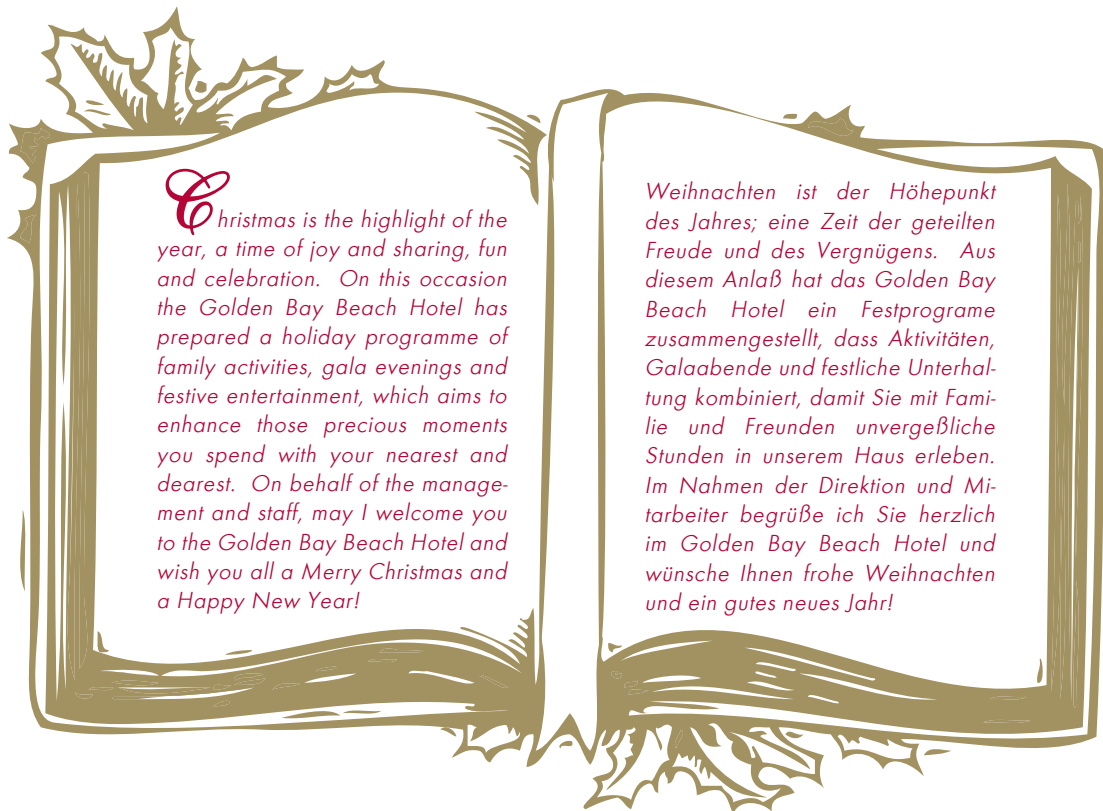 Christmas is the highlight of the
year, a time of joy and sharing, fun
and celebration. On this occasion
the Golden Bay Beach Hotel has
prepared a holiday programme of
family activities, gala evenings and
festive entertainment, which aims to
enhance those precious moments
you spend with your nearest and
dearest. On behalf of the manage-
ment and staff, may I welcome you
to the Golden Bay Beach Hotel and
wish you all a Merry Christmas and
a Happy New Year!
Weihnachten ist der Höhepunkt
des Jahres; eine Zeit der geteilten
Freude und des Vergnügens. Aus
diesem Anlaß hat das Golden Bay
Beach Hotel ein Festprograme
zusammengestellt, dass Aktivitäten,
Galaabende und festliche Unterhal-
tung kombiniert, damit Sie mit Fami-
lie und Freunden unvergeßliche
Stunden in unserem Haus erleben.
Im Nahmen der Direktion und Mi-
tarbeiter begrüße ich Sie herzlich
im Golden Bay Beach Hotel und
wünsche Ihnen frohe Weihnachten
und ein gutes neues Jahr!